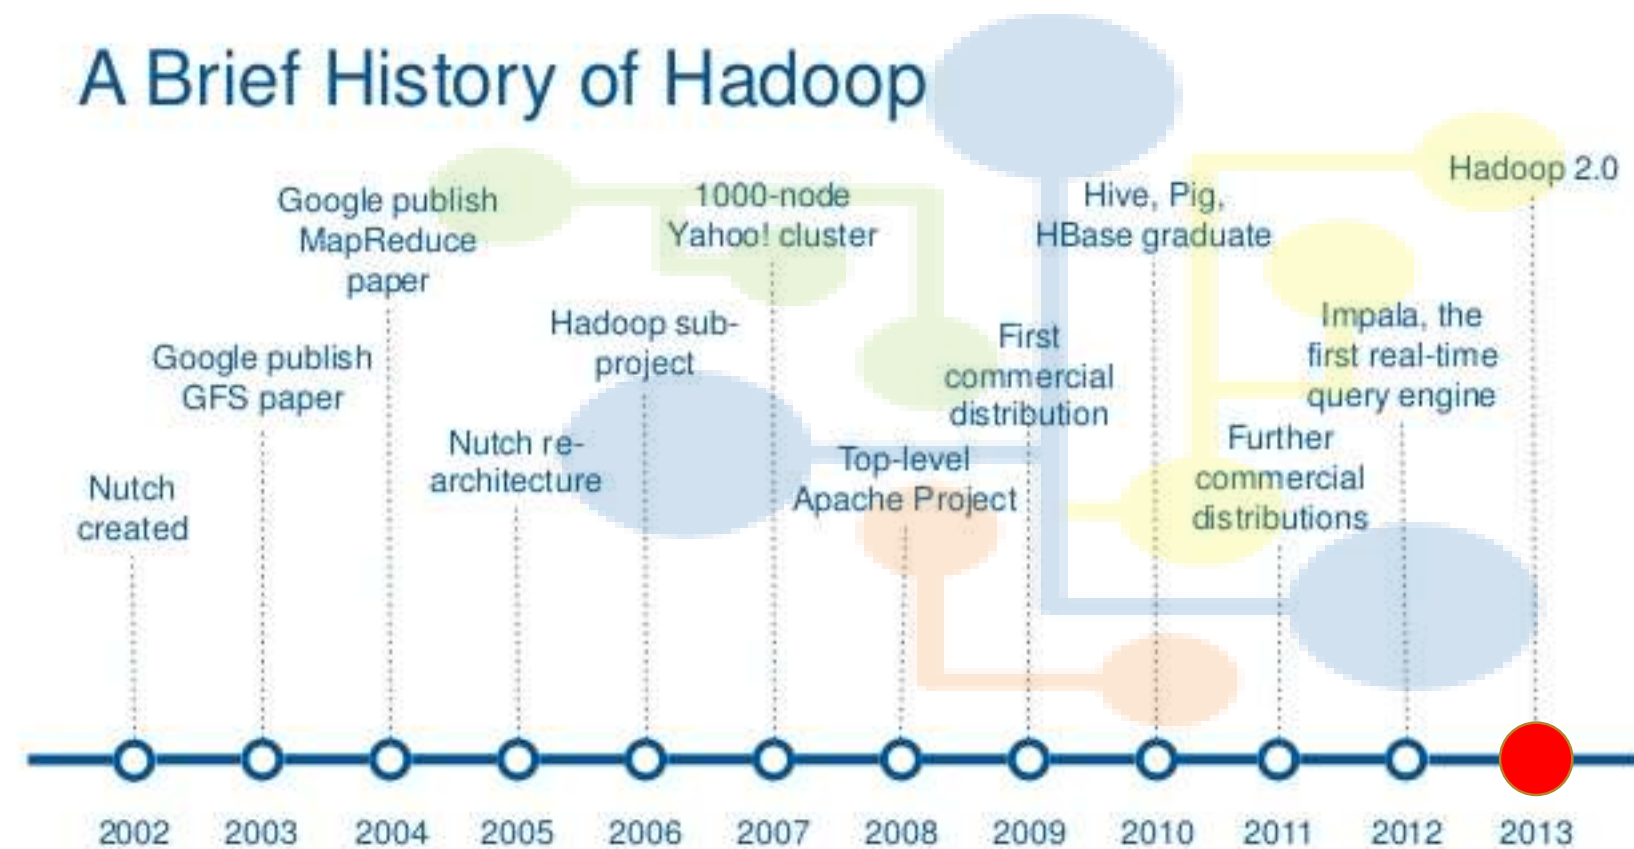 A Brief History of Hadoop
Nutch
created
Google publish
GFS paper
Google publish
MapReduce
paper
Nutch re-
architecture
Hadoop sub-
project
1000-node
Yahoo! cluster
Top-level
Apache Project
First
commercial
distribution
Hive, Pig,
HBase graduate
Further
commercial
distributions
Impala, the
first real-time
query engine
Hadoop 2.0
2002 2003 2004 2005 2006 2007 2008 2009 2010 2011 2012 2013